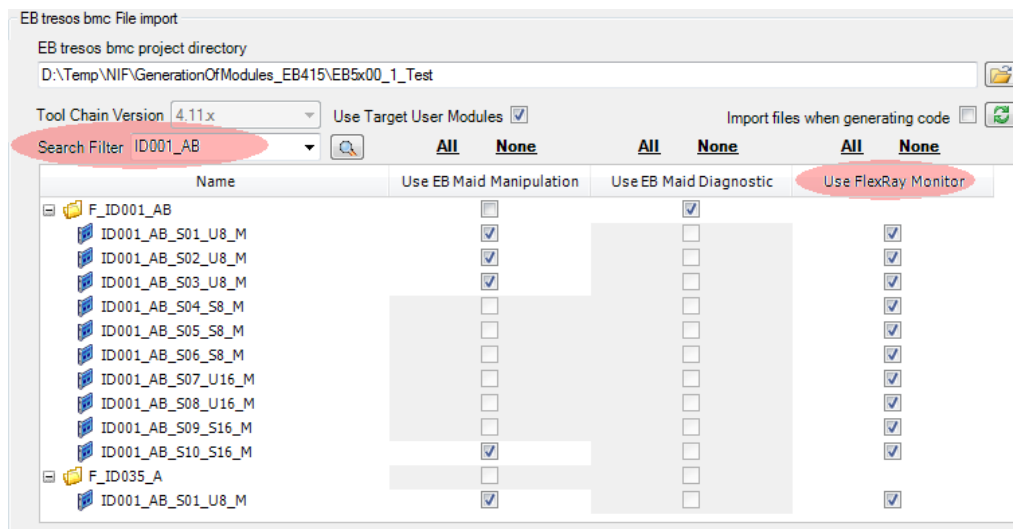 EB tresos bmc File import
EB tresos bmc project directory
D:\Temp\NIF\GenerationOfModules_EB415\EB5x00_1_Test
Tool Chain Version 4.11.x Use Target User Modules Import files when generating code
Search Filter ID001_AB All None All None All None
Name Use EB Maid Manipulation Use EB Maid Diagnostic Use FlexRay Monitor
F_ID001_AB
ID001_AB_S01_U8_M
ID001_AB_S02_U8_M
ID001_AB_S03_U8_M
ID001_AB_S04_S8_M
ID001_AB_S05_S8_M
ID001_AB_S06_S8_M
ID001_AB_S07_U16_M
ID001_AB_S08_U16_M
ID001_AB_S09_S16_M
ID001_AB_S10_S16_M
F_ID035_A
ID001_AB_S01_U8_M